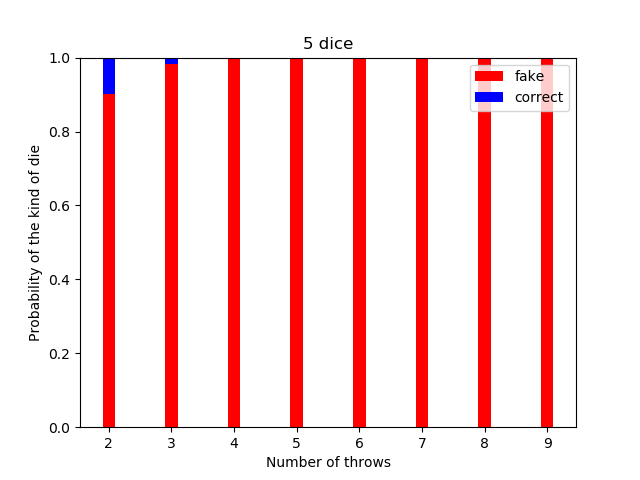 5 dice
Probability of the kind of die
1.0
0.8
0.6
0.4
0.2
0.0
fake
correct
2 3 4 5 6 7 8 9
Number of throws